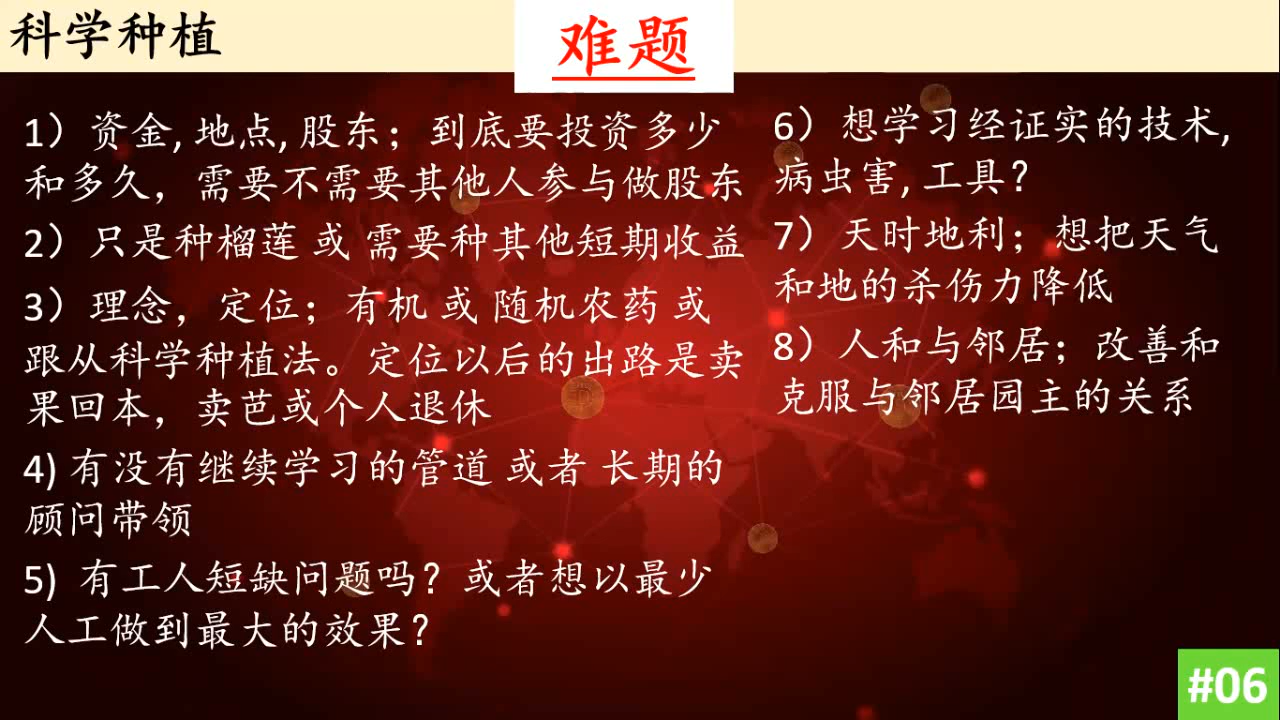 科学种植
难题
1）资金, 地点, 股东；到底要投资多少
和多久，需要不需要其他人参与做股东
2）只是种榴莲 或 需要种其他短期收益
3）理念，定位；有机 或 随机农药 或
跟从科学种植法。定位以后的出路是卖
果回本，卖芭或个人退休
4) 有没有继续学习的管道 或者 长期的
顾问带领
5) 有工人短缺问题吗？或者想以最少
人工做到最大的效果？
6）想学习经证实的技术,
病虫害, 工具？
7）天时地利；想把天气
和地的杀伤力降低
8）人和与邻居；改善和
克服与邻居园主的关系
#06